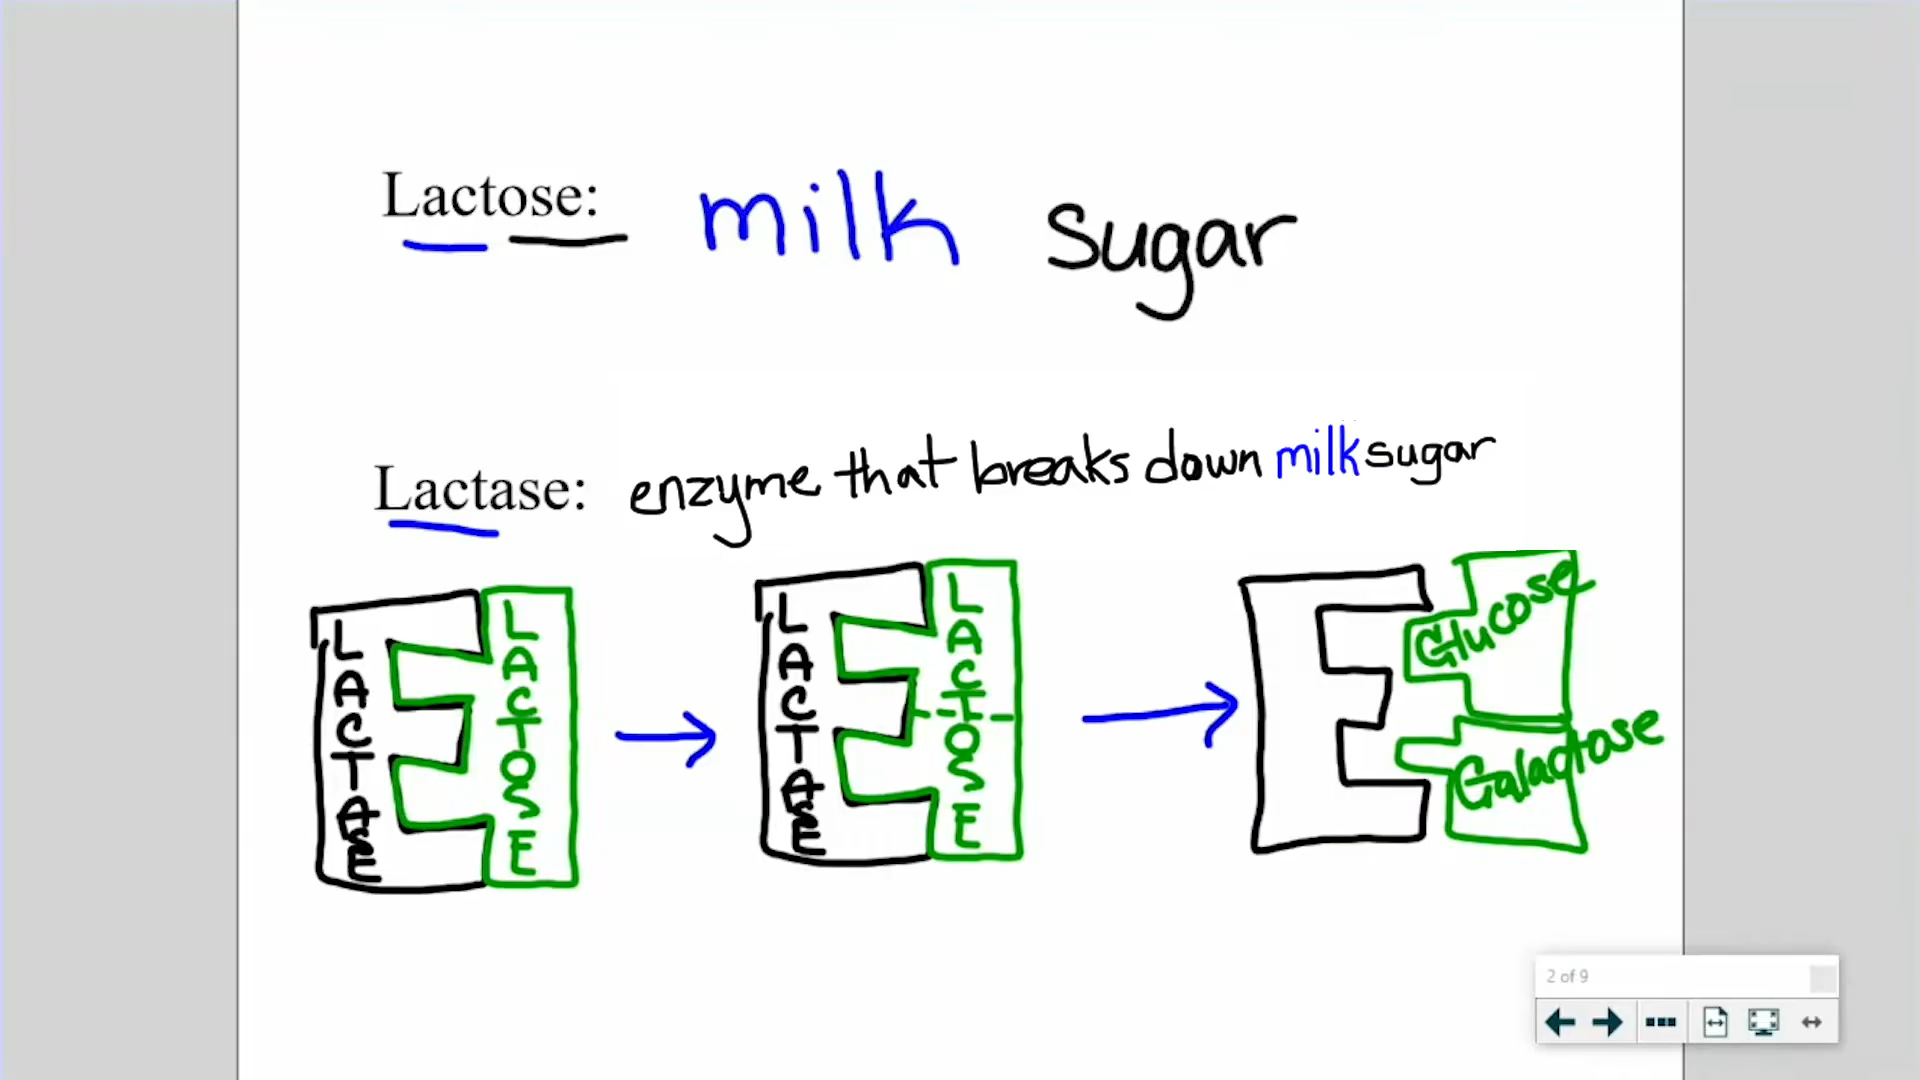 Lactose: milk sugar
Lactase: enzyme that breaks down milk sugar
LACTASE
LACTOSE
LACTASE
LACTOSE
Glucose
Galactose
2 of 9